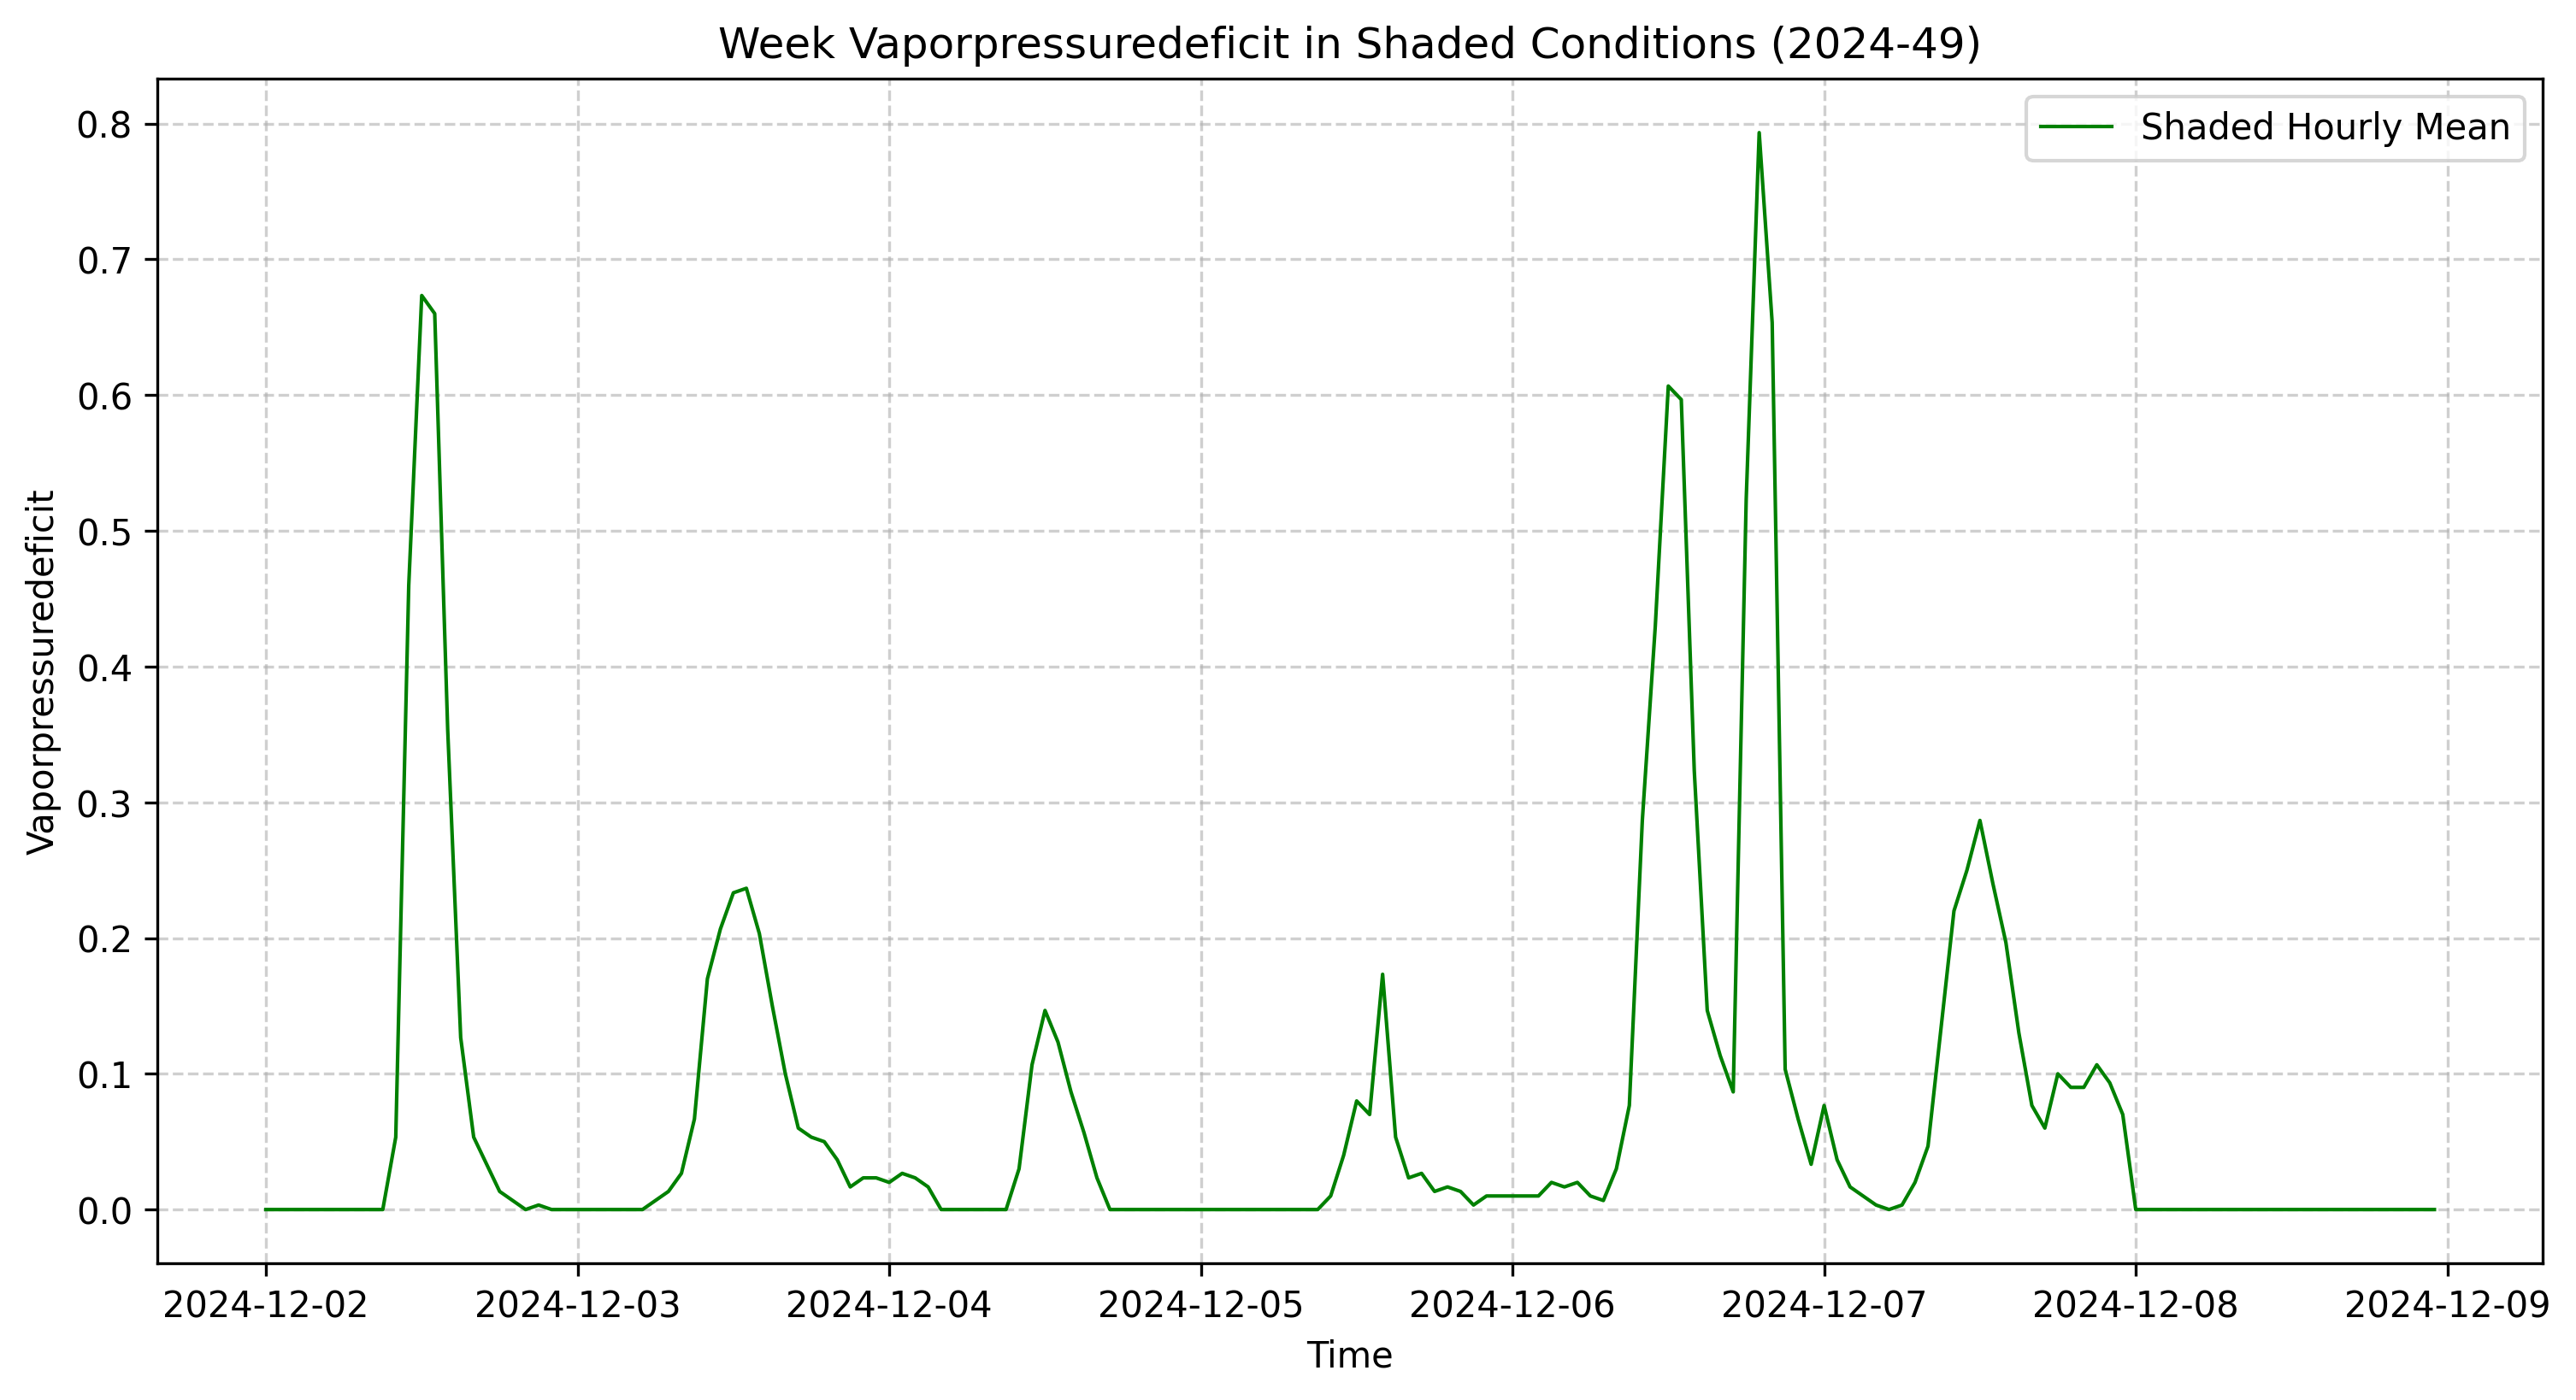 Week Vaporpressuredeficit in Shaded Conditions (2024-49)
Shaded Hourly Mean
Vaporpressuredeficit
0.8
0.7
0.6
0.5
0.4
0.3
0.2
0.1
0.0
2024-12-02 2024-12-03 2024-12-04 2024-12-05 2024-12-06 2024-12-07 2024-12-08 2024-12-09
Time